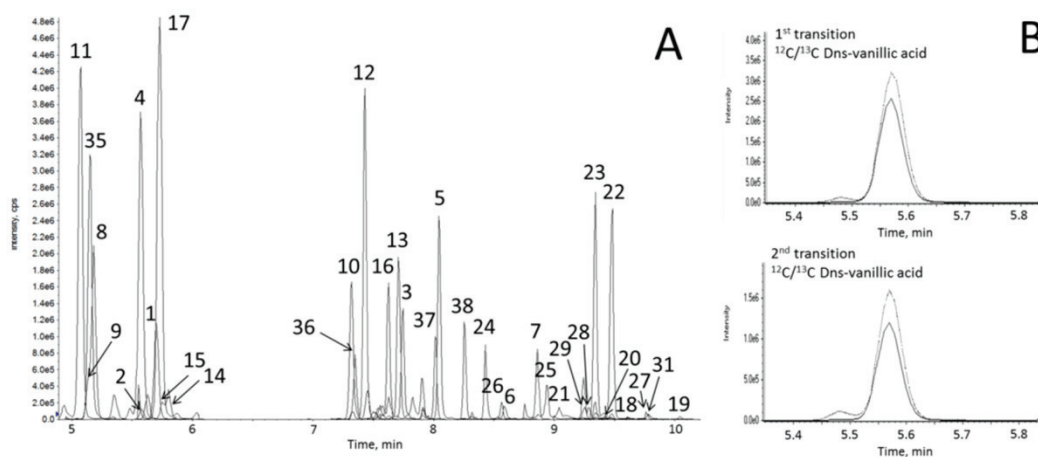 A
Intensity, cps
4.8e6
4.6e6
4.4e6
4.2e6
4.0e6
3.8e6
3.6e6
3.4e6
3.2e6
3.0e6
2.8e6
2.6e6
2.4e6
2.2e6
2.0e6
1.8e6
1.6e6
1.4e6
1.2e6
1.0e6
8.0e5
6.0e5
4.0e5
2.0e5
0.0
11
35
8
9
2
4
1
17
15
14
36
10
12
16
13
3
37
5
38
24
26
6
7
25
21
29
28
23
22
20
18
27
31
19
5 6 7 8 9 10
Time, min
B
1st transition
12C/13C Dns-vanillic acid
Intensity
4.0e6
3.5e6
3.0e6
2.5e6
2.0e6
1.5e6
1.0e6
5.0e5
0.0e0
5.4 5.5 5.6 5.7 5.8
Time, min
2nd transition
12C/13C Dns-vanillic acid
Intensity
1.5e6
1.0e6
5.0e5
0.0e0
5.4 5.5 5.6 5.7 5.8
Time, min